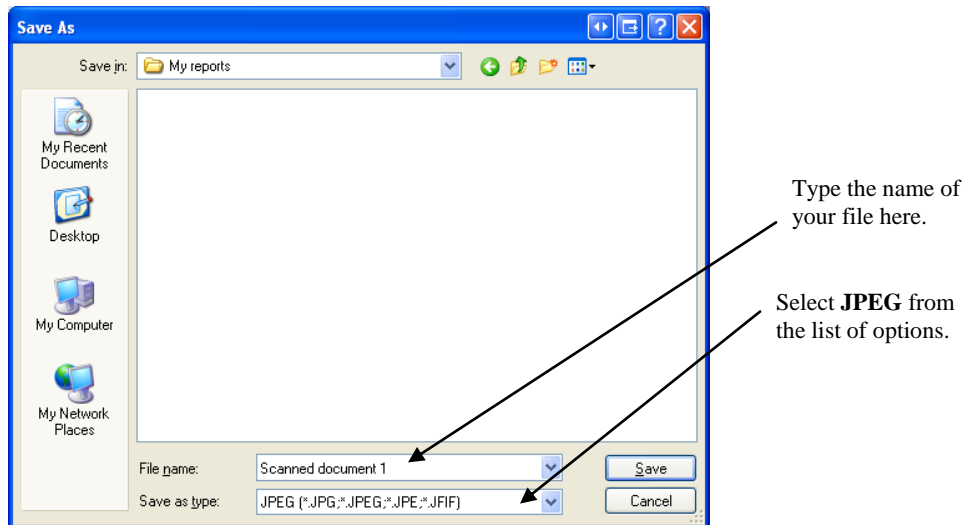 Save As
Save in: My reports
My Recent
Documents
Desktop
My Computer
My Network
Places
File name: Scanned document 1 Save
Save as type: JPEG (*.JPG;*.JPEG;*.JPE;*.JFIF) Cancel
Type the name of
your file here.
Select JPEG from
the list of options.